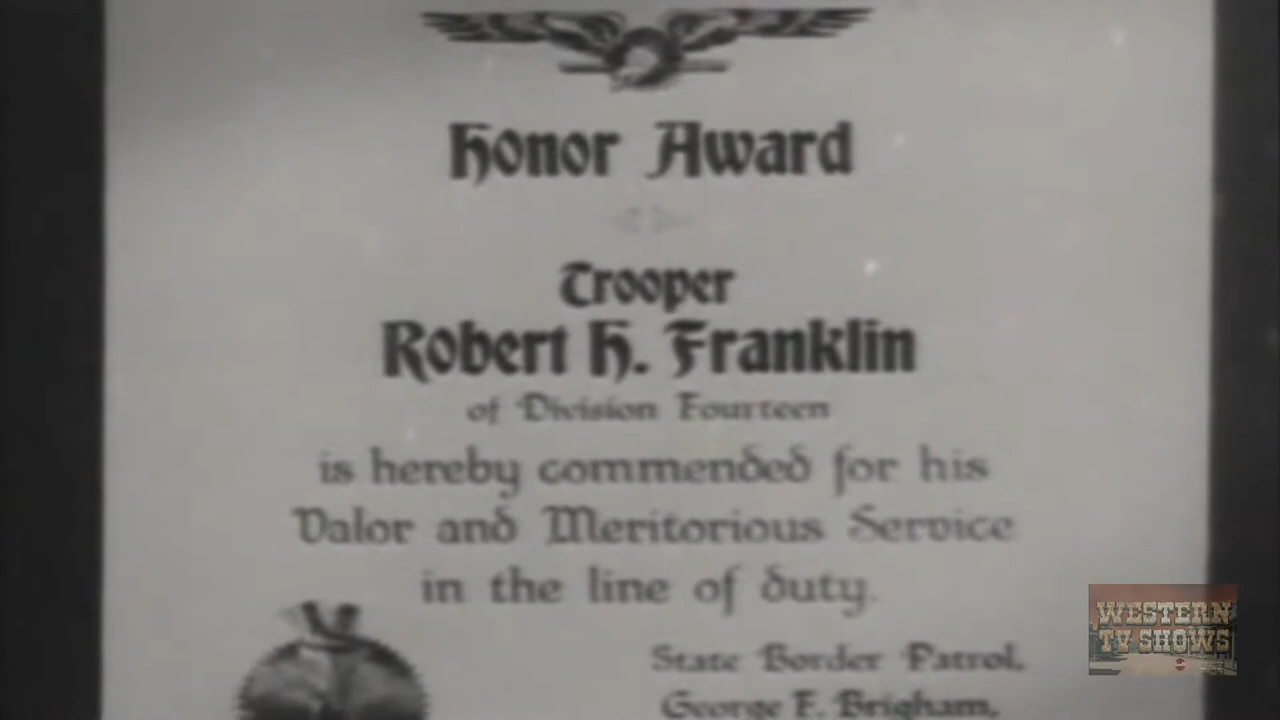 Honor Award
Trooper
Robert H. Franklin
of Division Fourteen
is hereby commended for his
Valor and Meritorious Service
in the line of duty.
State Border Patrol,
George F. Brigham,
WESTERN
TV SHOWS